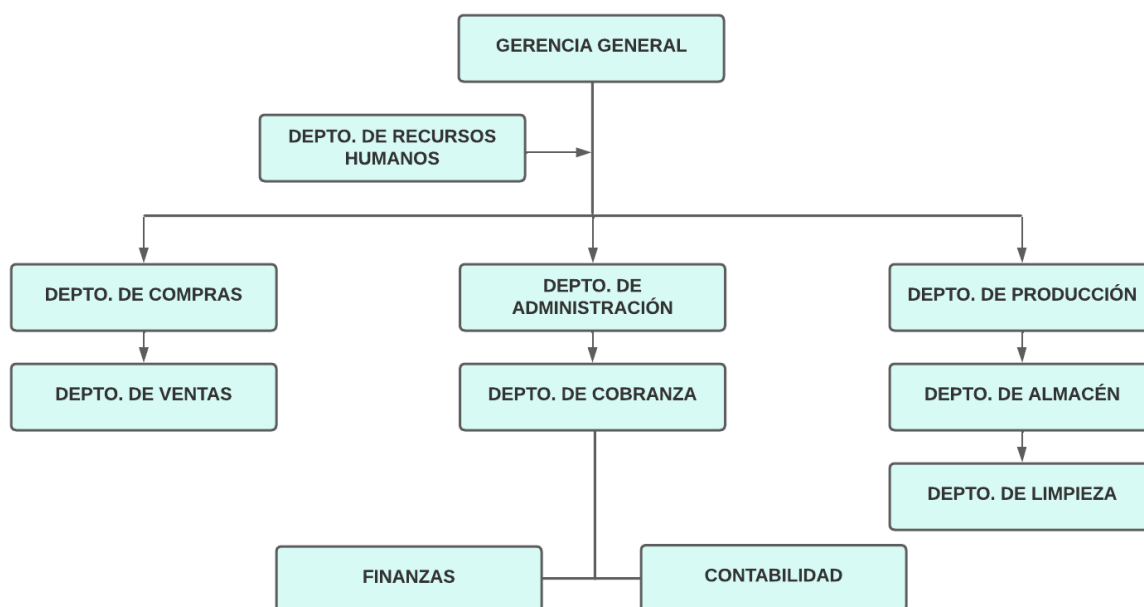 GERENCIA GENERAL
DEPTO. DE RECURSOS
HUMANOS
DEPTO. DE COMPRAS
DEPTO. DE
ADMINISTRACIÓN
DEPTO. DE PRODUCCIÓN
DEPTO. DE VENTAS
DEPTO. DE COBRANZA
DEPTO. DE ALMACÉN
DEPTO. DE LIMPIEZA
FINANZAS
CONTABILIDAD